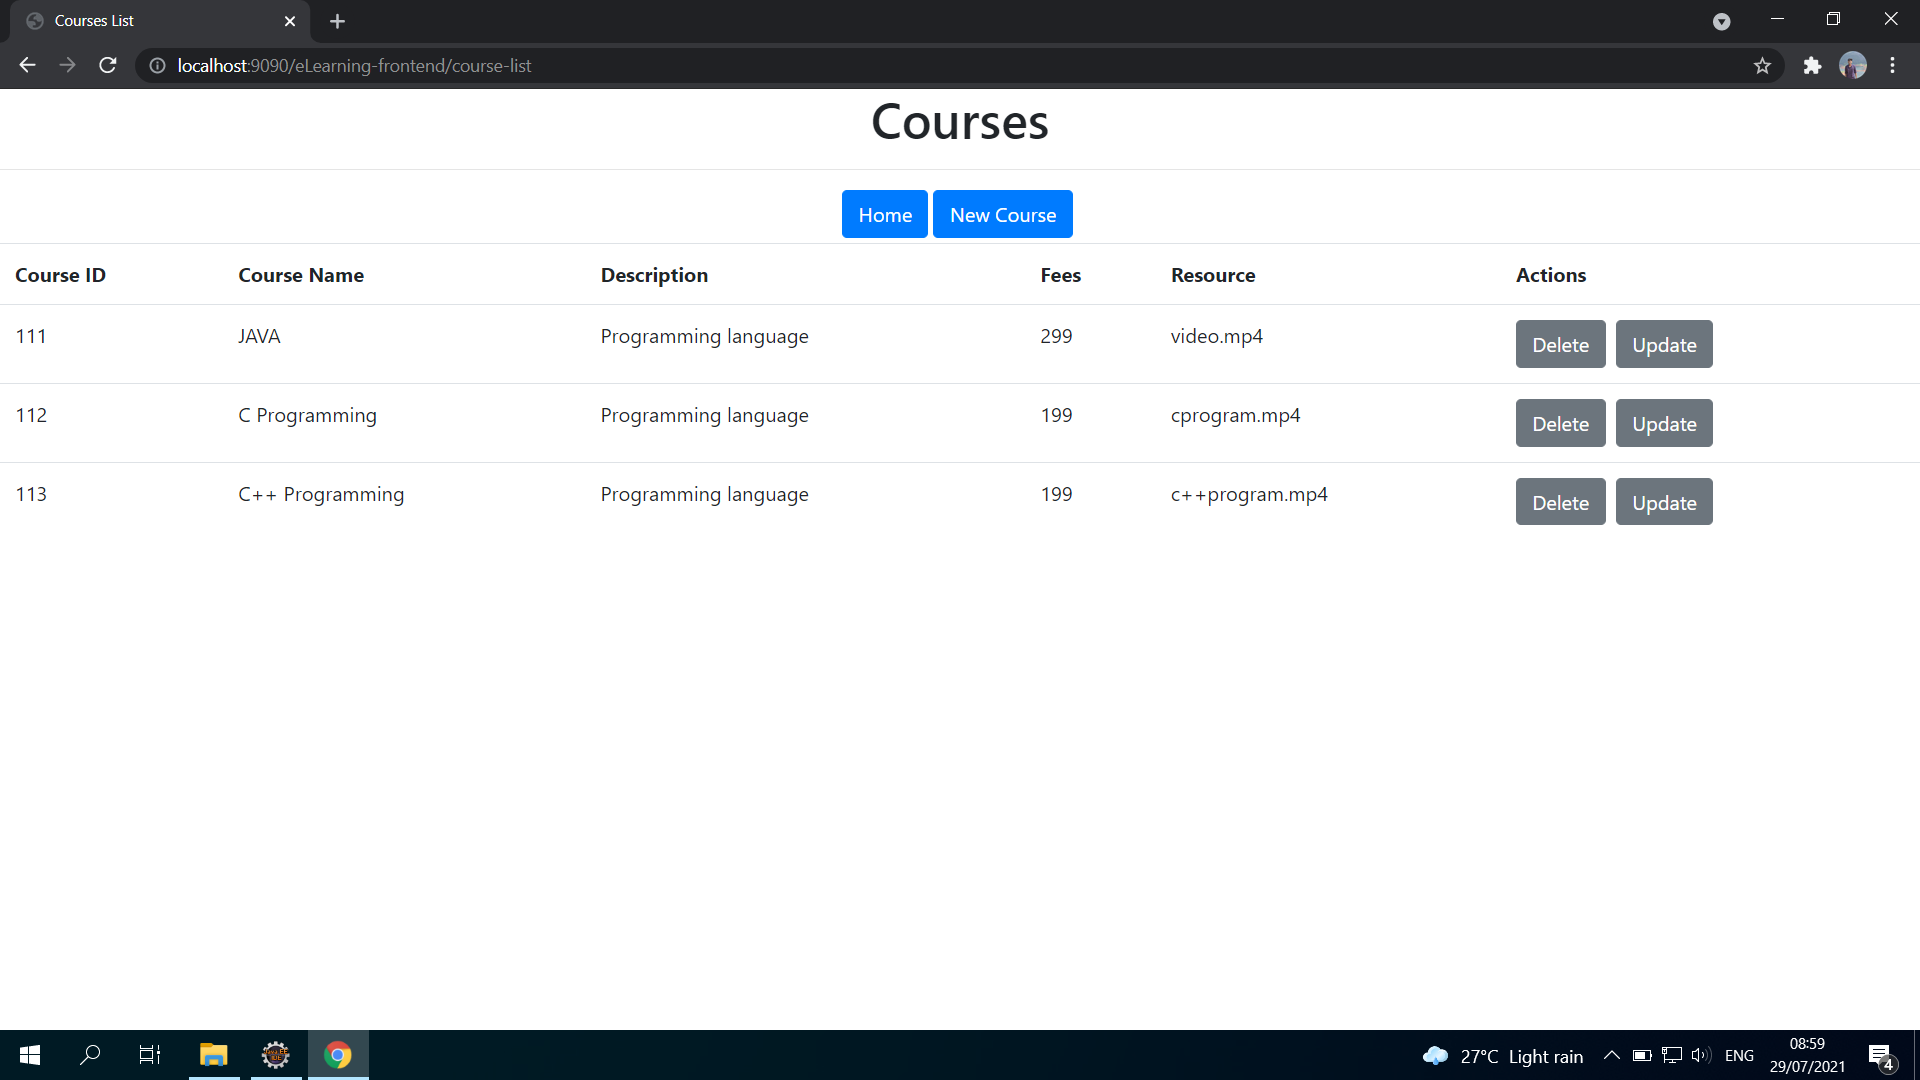 Courses List
localhost:9090/eLearning-frontend/course-list
Courses
Home New Course
Course ID Course Name Description Fees Resource Actions
111 JAVA Programming language 299 video.mp4 Delete Update
112 C Programming Programming language 199 cprogram.mp4 Delete Update
113 C++ Programming Programming language 199 c++program.mp4 Delete Update
27°C Light rain ENG 08:59
29/07/2021 4